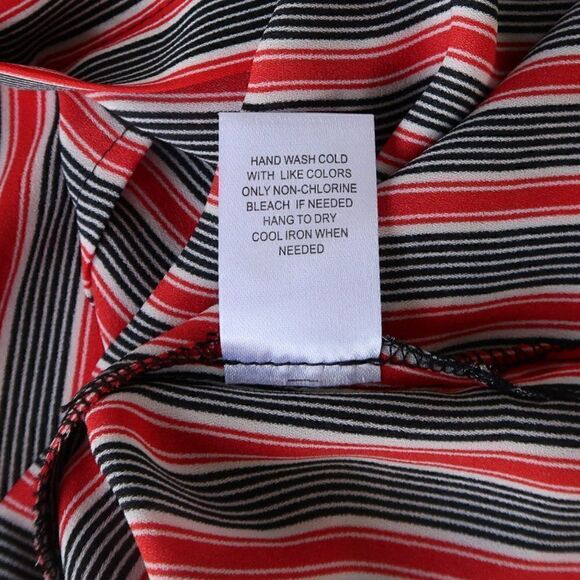 HAND WASH COLD
WITH LIKE COLORS
ONLY NON-CHLORINE
BLEACH IF NEEDED
HANG TO DRY
COOL IRON WHEN
NEEDED